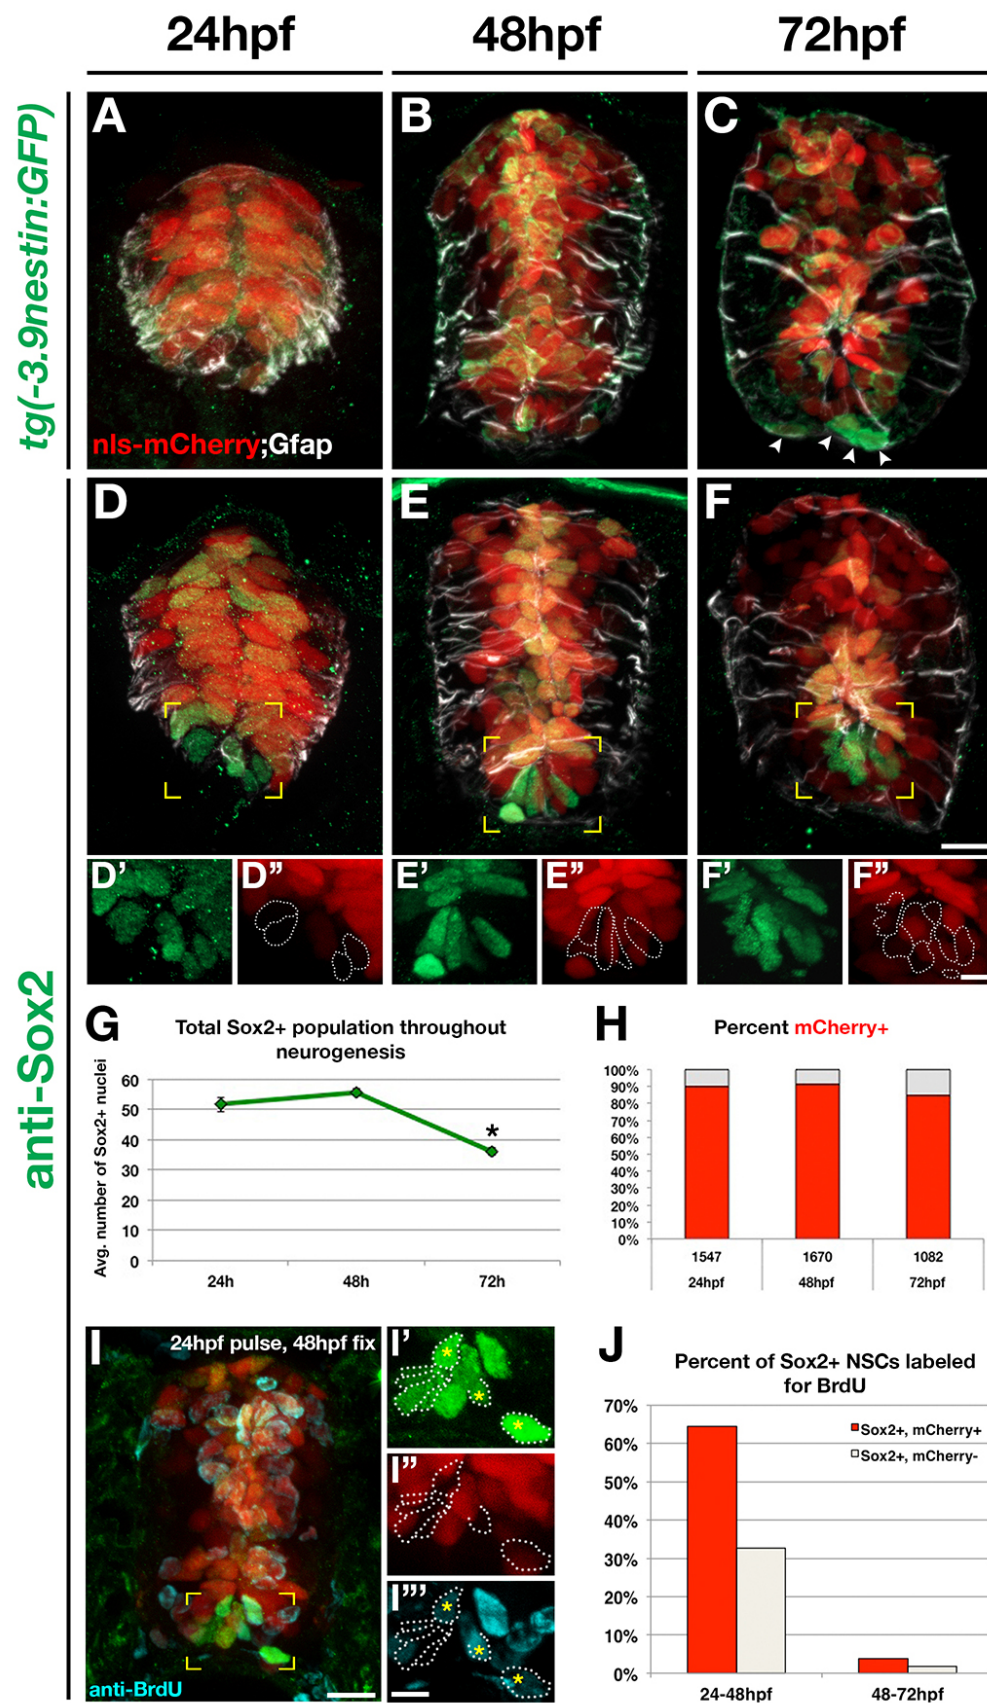 24hpf 48hpf 72hpf
tg(-3.9nestin:GFP)
A B C
nls-mCherry;Gfap
anti-Sox2
D E F
D' D" E' E" F' F"
G
Total Sox2+ population throughout
neurogenesis
Avg. number of Sox2+ nuclei
60
50
40
30
20
10
0
*
24h 48h 72h
H
Percent mCherry+
100%
90%
80%
70%
60%
50%
40%
30%
20%
10%
0%
1547 1670 1082
24hpf 48hpf 72hpf
I
24hpf pulse, 48hpf fix
anti-BrdU
I'
* * *
I"
I"'
* * *
J
Percent of Sox2+ NSCs labeled
for BrdU
70%
60%
50%
40%
30%
20%
10%
0%
Sox2+, mCherry+
Sox2+, mCherry-
24-48hpf 48-72hpf